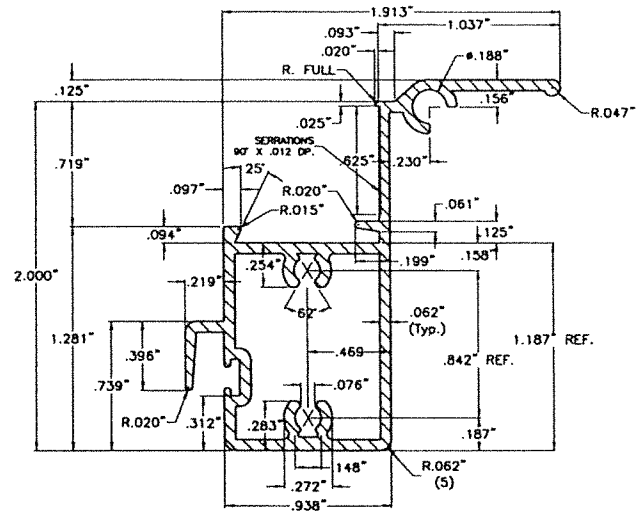 1.913"
1.037"
.093"
.020"
ø.188"
R. FULL
.125"
.156"
R.047"
.025"
SERRATIONS
90° X .012 DP.
.719"
.625"
.230"
25°
.097"
R.020"
.061"
R.015"
.094"
.125"
.158"
.199"
2.000"
.254"
.219"
62°
.062"
(Typ.)
1.187" REF.
1.281"
.469
.842" REF.
.396"
.739"
.076"
R.020"
.312"
.283"
.187"
.148"
.272"
R.062"
(5)
.938"